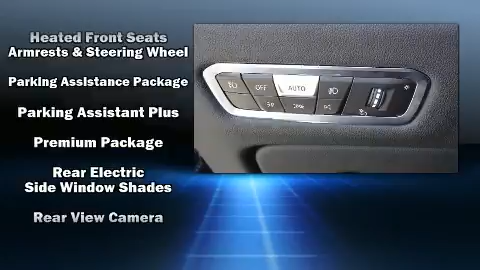 Heated Front Seats
Armrests & Steering Wheel
Parking Assistance Package
Parking Assistant Plus
Premium Package
Rear Electric
Side Window Shades
Rear View Camera
OFF
AUTO